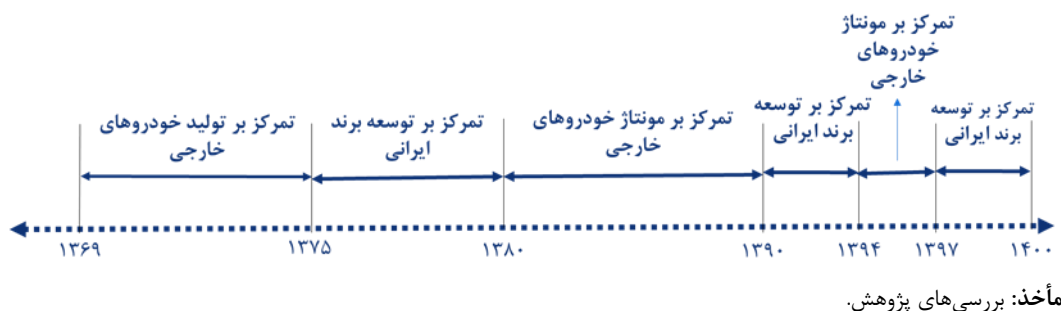 تمرکز بر تولید خودروهای
خارجی
تمرکز بر توسعه برند
ایرانی
تمرکز بر مونتاژ خودروهای
خارجی
تمرکز بر توسعه
برند ایرانی
تمرکز بر مونتاژ
خودروهای
خارجی
تمرکز بر توسعه
برند ایرانی
۱۳۶۹
۱۳۷۵
۱۳۸۰
۱۳۹۰
۱۳۹۴
۱۳۹۷
۱۴۰۰
مأخذ: بررسی‌های پژوهش.